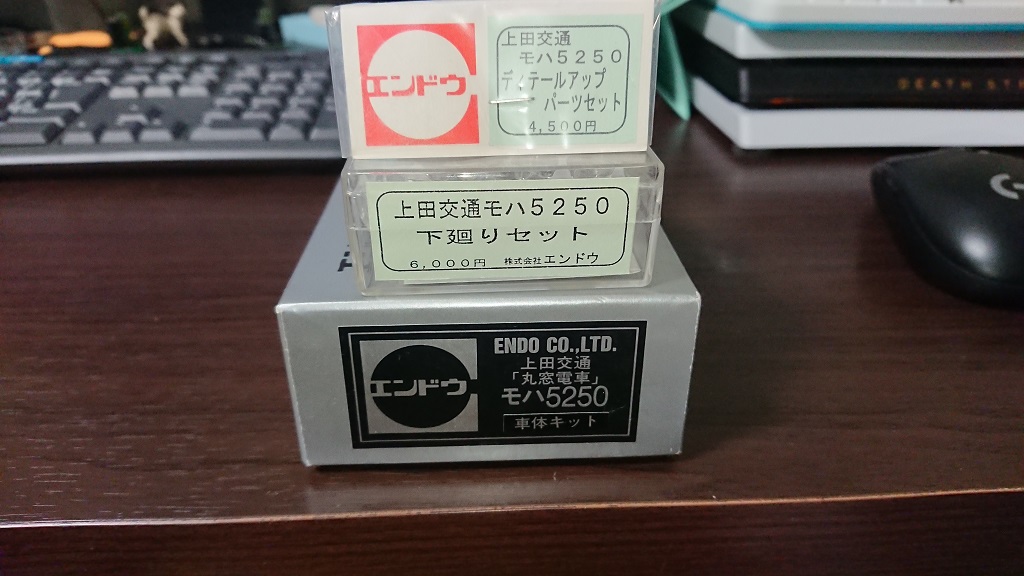 エンドウ
上田交通
モハ5250
ディテールアップ
パーツセット
4,500円
上田交通モハ5250
下廻りセット
6,000円 株式会社エンドウ
エンドウ
ENDO CO.,LTD.
上田交通
「丸窓電車」
モハ5250
車体キット
DEATH